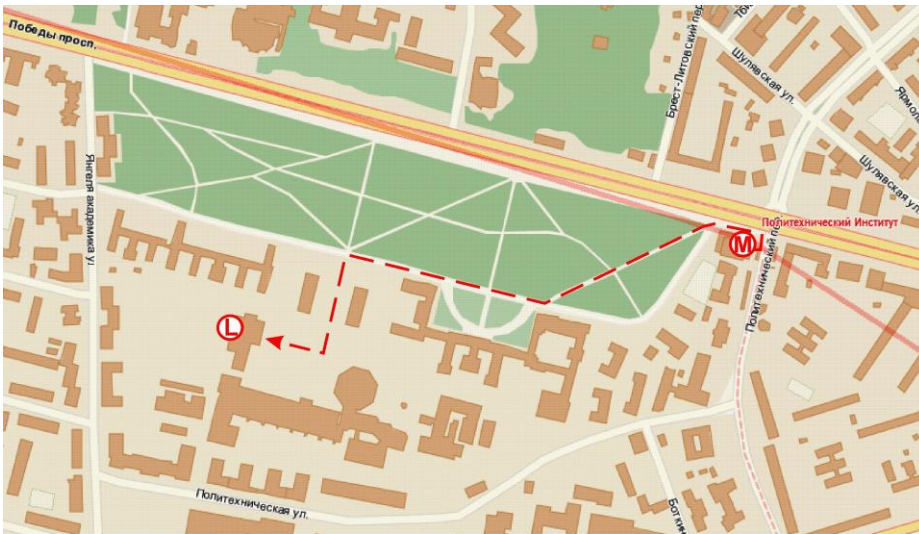 Победы просп.
Брест-Литовский пер
Шулявская ул.
Шулявская ул.
Янгеля академика ул
Политехнический Институт
М
L
Политехнический пер
Политехническая ул.